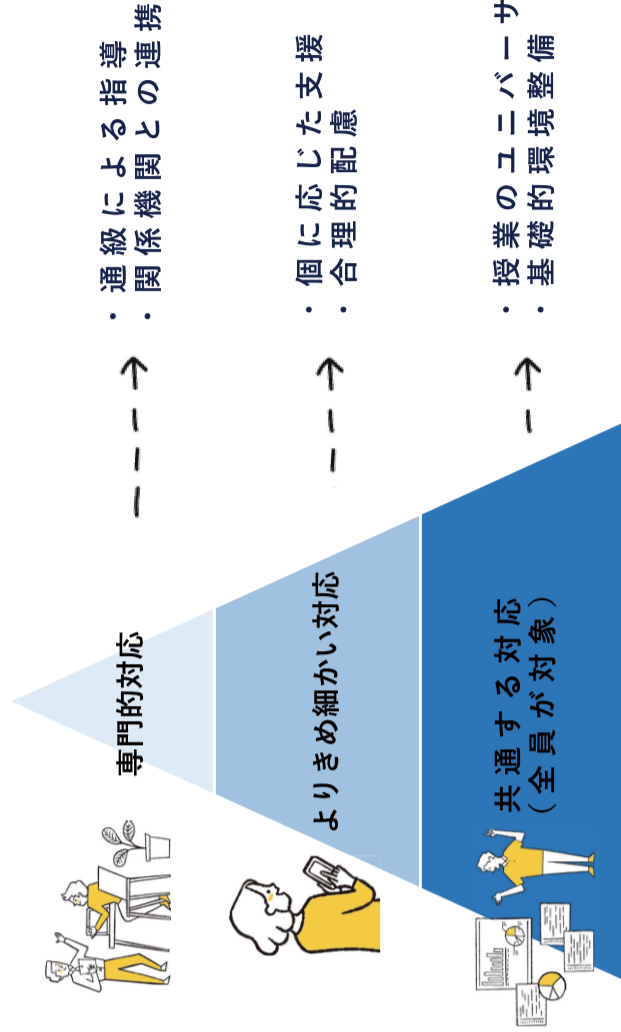 専門的対応
・通級による指導
・関係機関との連携
よりきめ細かい対応
・個に応じた支援
・合理的配慮
共通する対応
（全員が対象）
・授業のユニバーサ
・基礎的環境整備